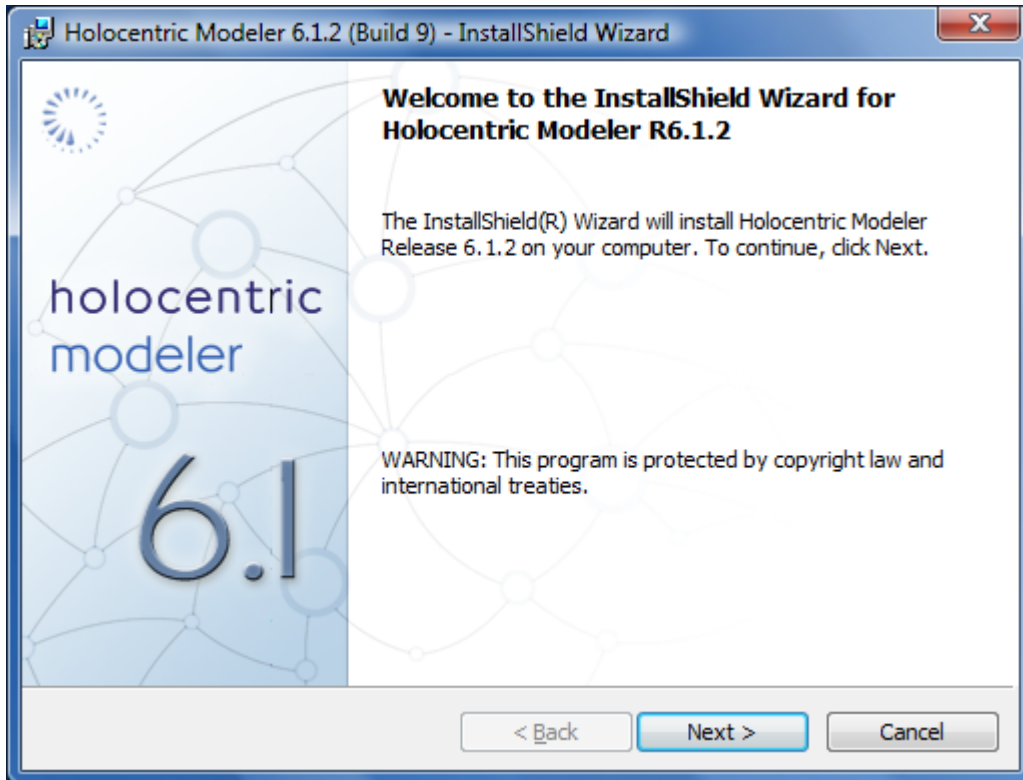 Holocentric Modeler 6.1.2 (Build 9) - InstallShield Wizard
Welcome to the InstallShield Wizard for
Holocentric Modeler R6.1.2
The InstallShield(R) Wizard will install Holocentric Modeler
Release 6.1.2 on your computer. To continue, click Next.
holocentric
modeler
6.1
WARNING: This program is protected by copyright law and
international treaties.
< Back
Next >
Cancel